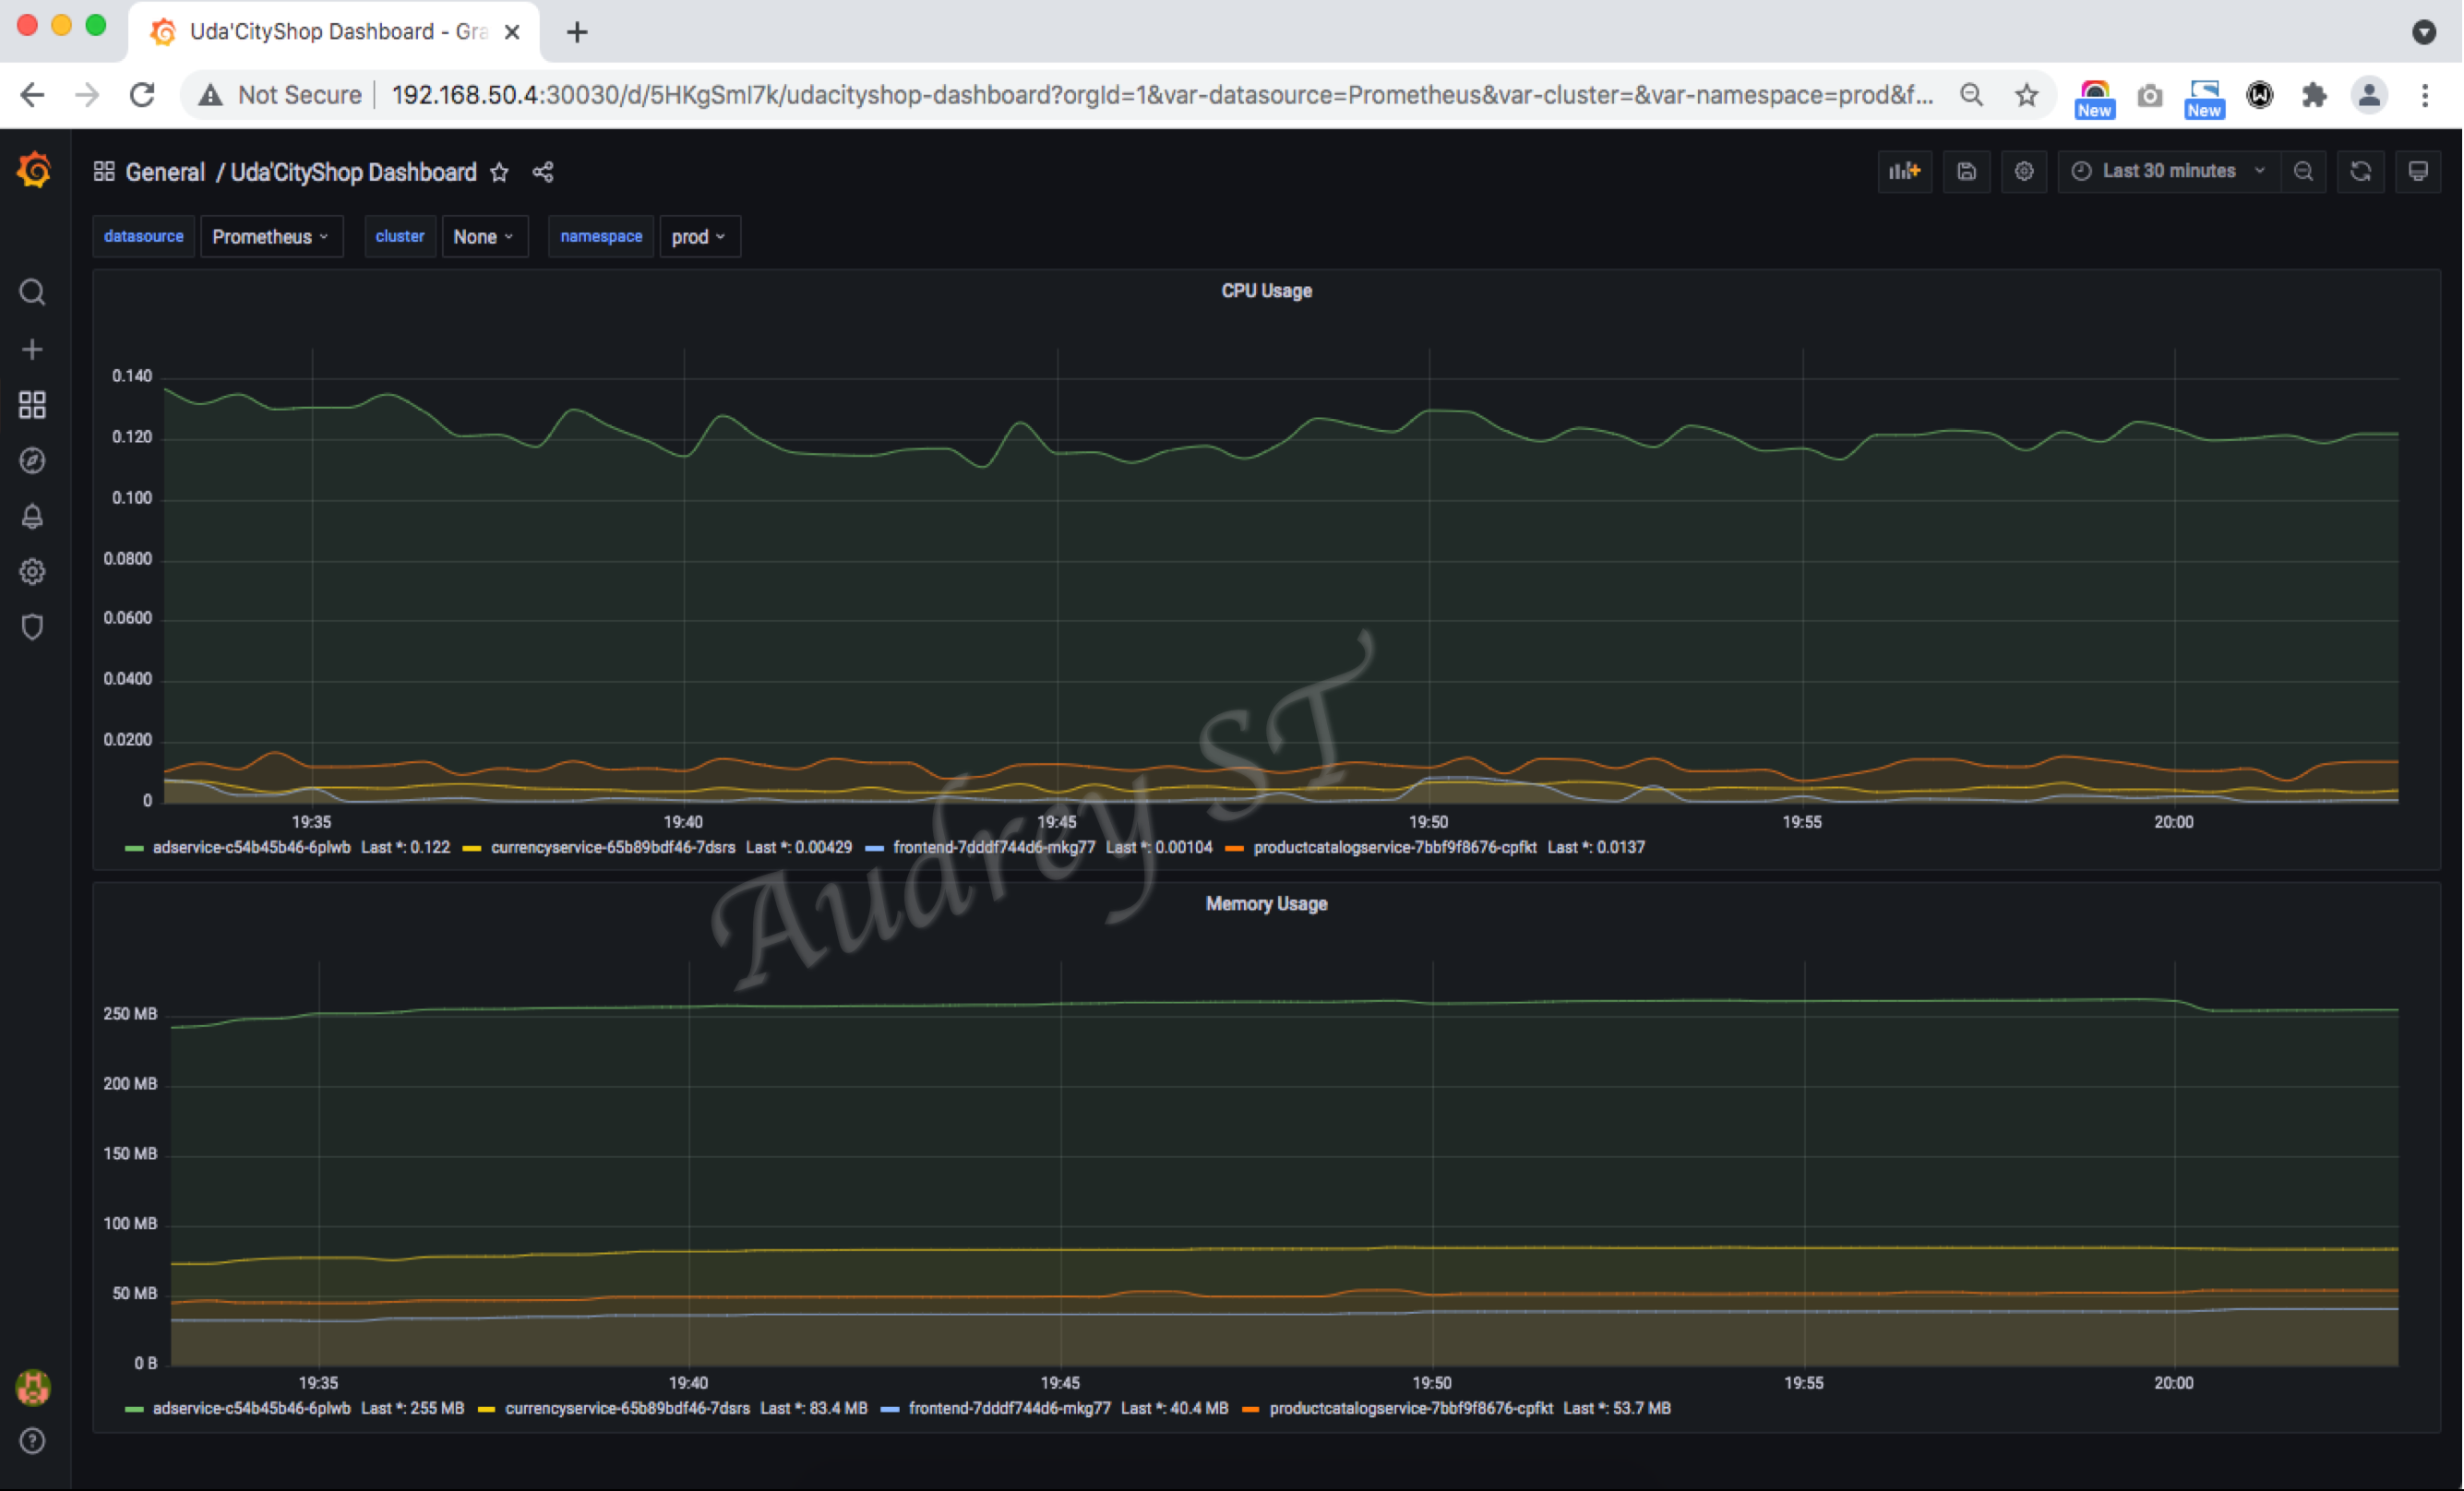 Uda'CityShop Dashboard - Gra
Not Secure 192.168.50.4:30030/d/5HKgSml7k/udacityshop-dashboard?orgId=1&var-datasource=Prometheus&var-cluster=&var-namespace=prod&f...
New New
General / Uda'CityShop Dashboard
Last 30 minutes
datasource Prometheus cluster None namespace prod
CPU Usage
0.140
0.120
0.100
0.0800
0.0600
0.0400
0.0200
0
19:35 19:40 19:45 19:50 19:55 20:00
adservice-c54b45b46-6plwb Last *: 0.122 currencyservice-65b89bdf46-7dsrs Last *: 0.00429 frontend-7dddf744d6-mkg77 Last *: 0.00104 productcatalogservice-7bbf9f8676-cpfkt Last *: 0.0137
Audrey ST
Memory Usage
250 MB
200 MB
150 MB
100 MB
50 MB
0 B
19:35 19:40 19:45 19:50 19:55 20:00
adservice-c54b45b46-6plwb Last *: 255 MB currencyservice-65b89bdf46-7dsrs Last *: 83.4 MB frontend-7dddf744d6-mkg77 Last *: 40.4 MB productcatalogservice-7bbf9f8676-cpfkt Last *: 53.7 MB